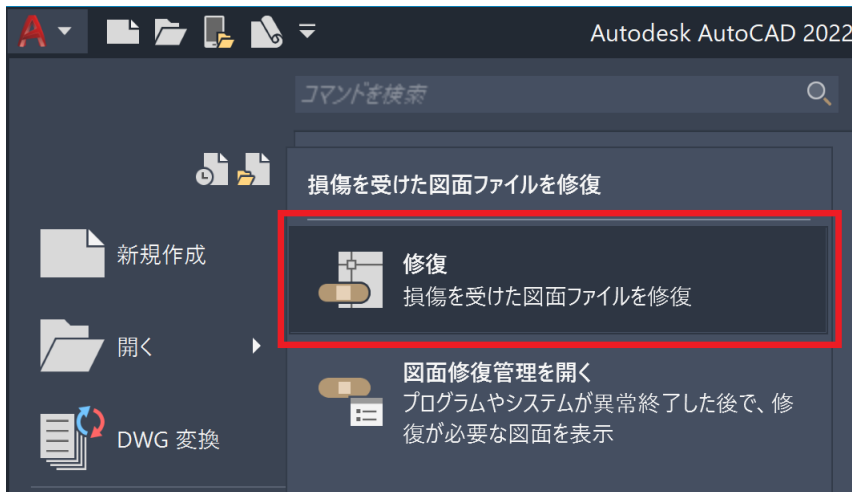 Autodesk AutoCAD 2022
コマンドを検索
損傷を受けた図面ファイルを修復
新規作成
修復
損傷を受けた図面ファイルを修復
開く
図面修復管理を開く
プログラムやシステムが異常終了した後で、修
復が必要な図面を表示
DWG 変換